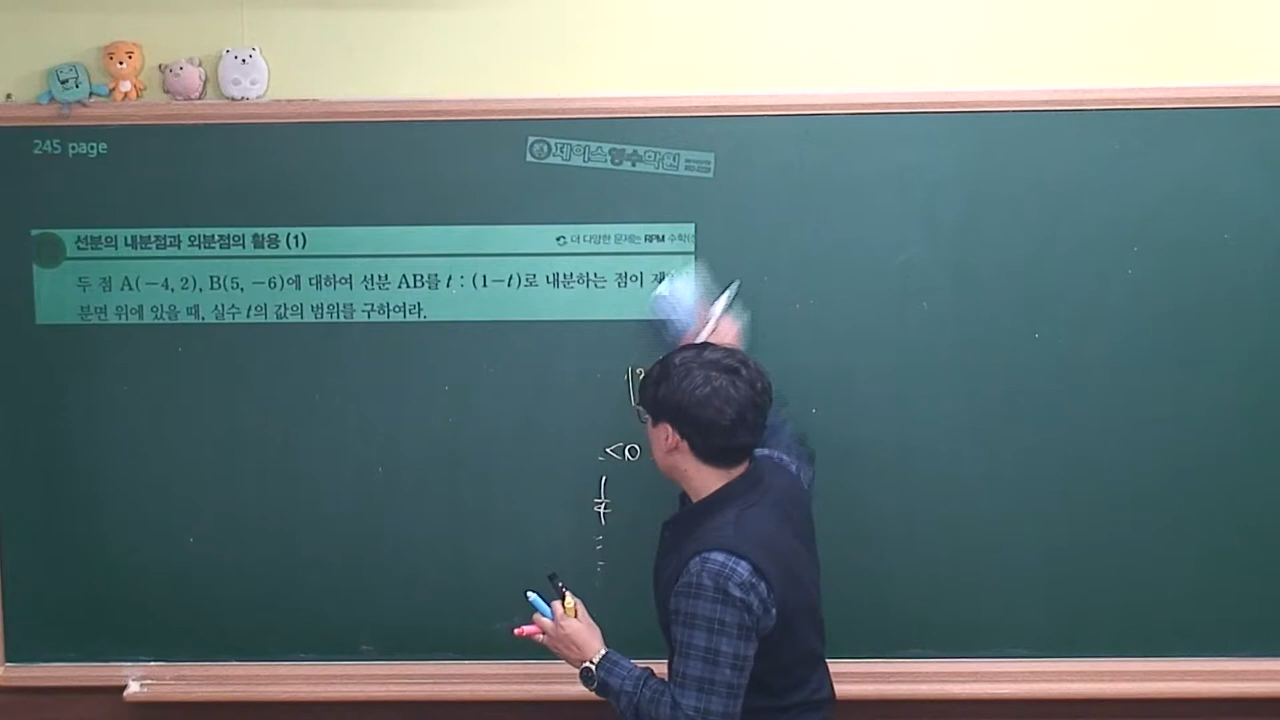 245 page
제이스영수학원
선분의 내분점과 외분점의 활용 (1)
더 다양한 문제는 RPM 수학
두 점 A(−4, 2), B(5, −6)에 대하여 선분 AB를 t : (1−t)로 내분하는 점이
분면 위에 있을 때, 실수 t의 값의 범위를 구하여라.